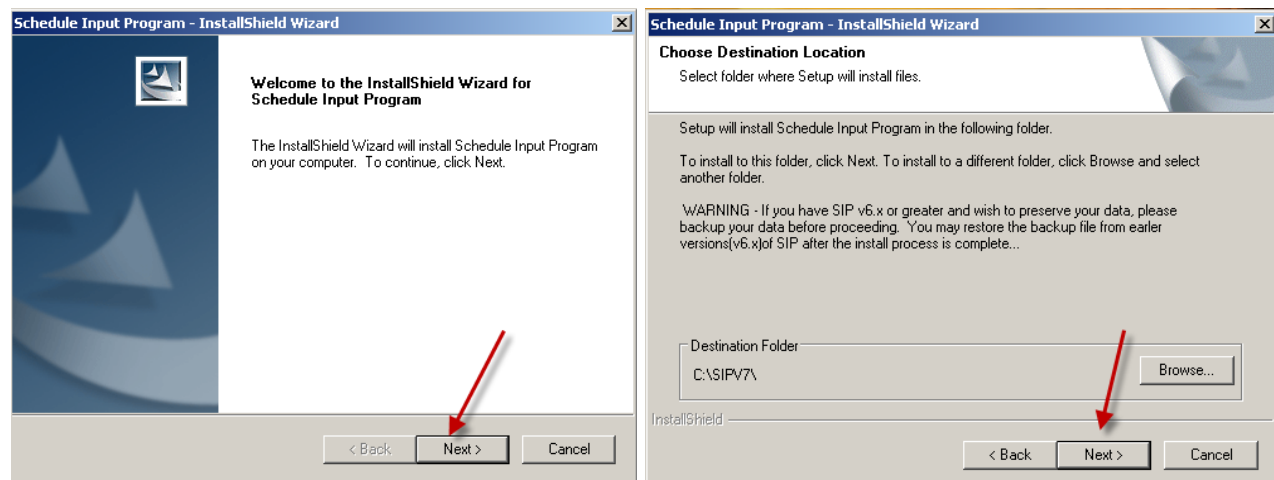 Schedule Input Program - InstallShield Wizard
Welcome to the InstallShield Wizard for
Schedule Input Program
The InstallShield Wizard will install Schedule Input Program
on your computer. To continue, click Next.
< Back
Next >
Cancel
Schedule Input Program - InstallShield Wizard
Choose Destination Location
Select folder where Setup will install files.
Setup will install Schedule Input Program in the following folder.
To install to this folder, click Next. To install to a different folder, click Browse and select
another folder.
WARNING - If you have SIP v6.x or greater and wish to preserve your data, please
backup your data before proceeding. You may restore the backup file from earler
versions(v6.x)of SIP after the install process is complete...
Destination Folder
C:\SIPV7\
Browse...
InstallShield
< Back
Next >
Cancel